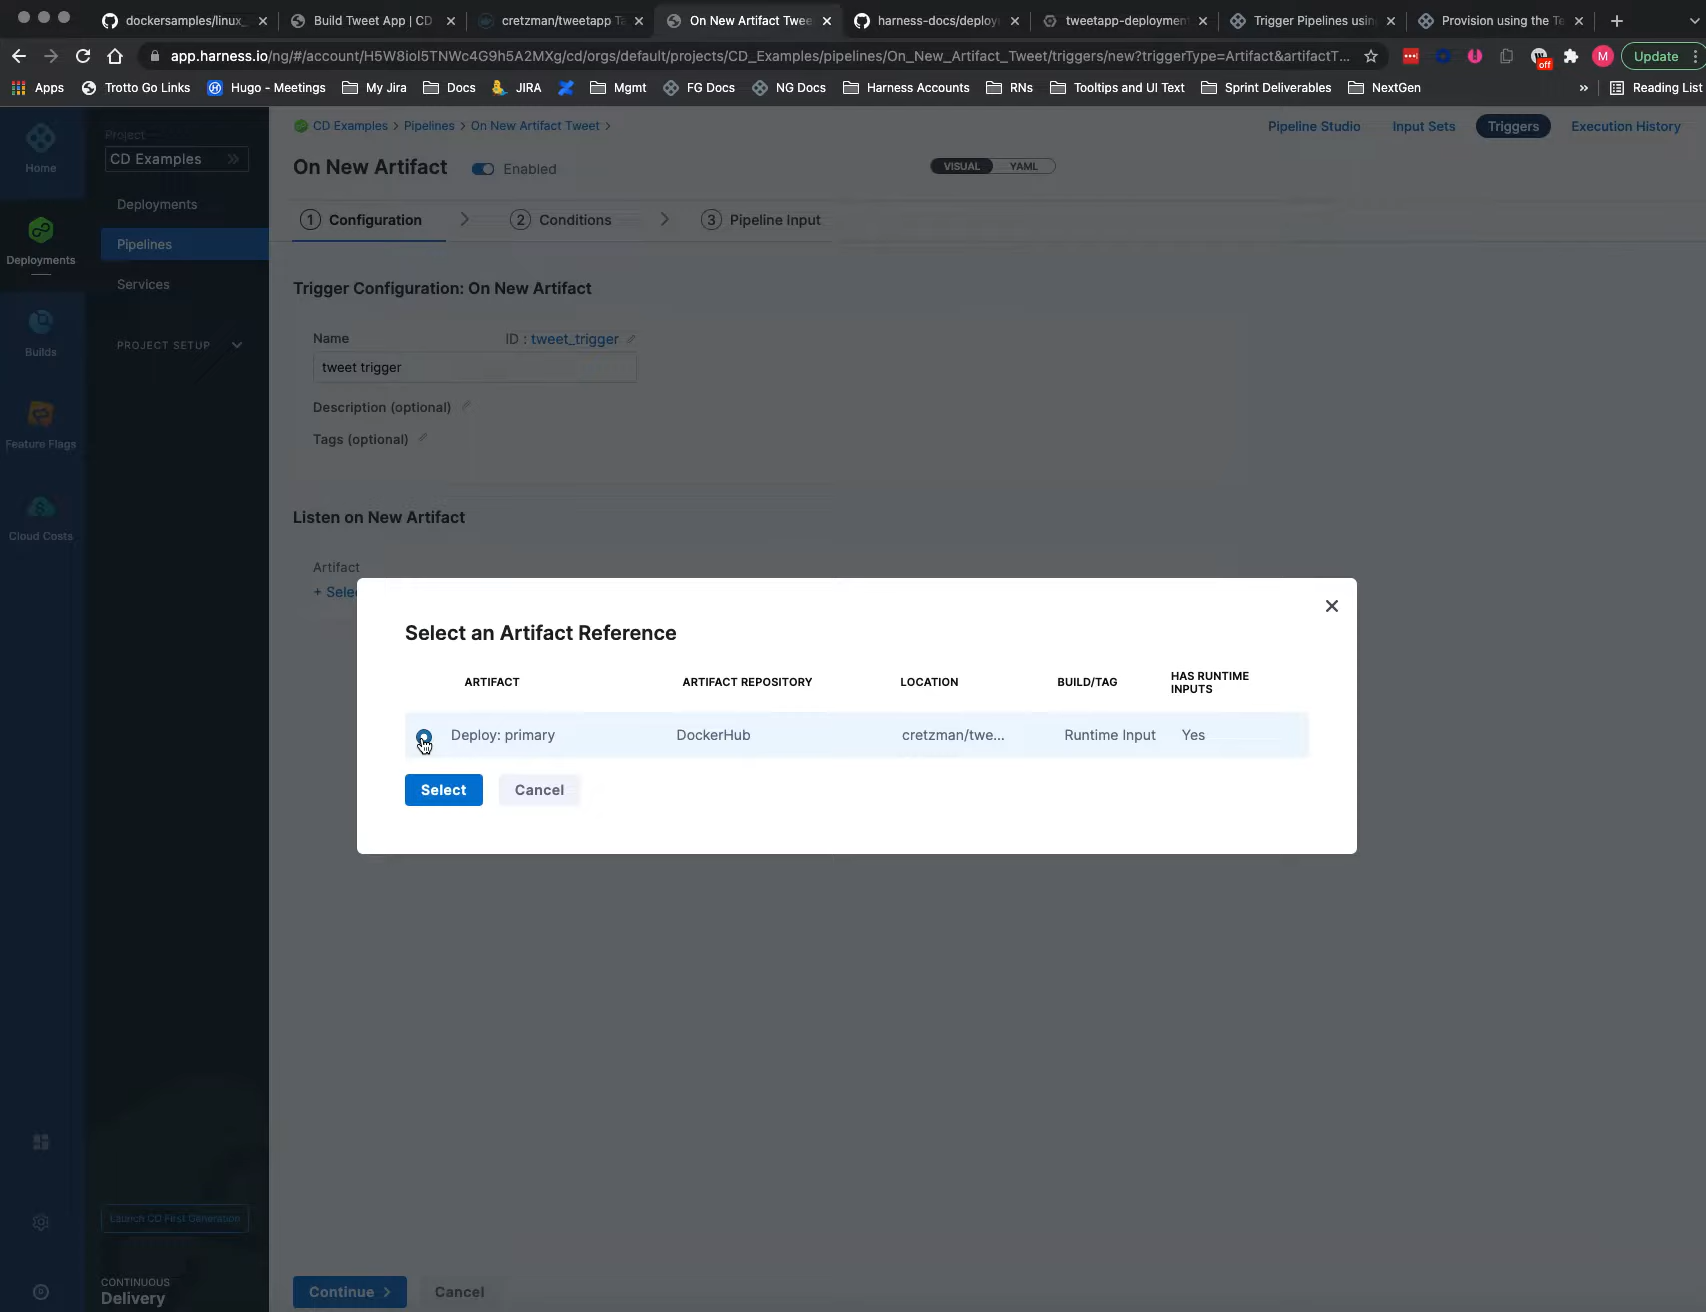 dockersamples/linux_
Build Tweet App | CD
cretzman/tweetapp Ta
On New Artifact Twee
harness-docs/deploy
tweetapp-deployment
Trigger Pipelines usin
Provision using the Te
app.harness.io/ng/#/account/H5W8iol5TNWc4G9h5A2MXg/cd/orgs/default/projects/CD_Examples/pipelines/On_New_Artifact_Tweet/triggers/new?triggerType=Artifact&artifactT...
off
M
Update
Apps
Trotto Go Links
Hugo - Meetings
My Jira
Docs
JIRA
Mgmt
FG Docs
NG Docs
Harness Accounts
RNs
Tooltips and UI Text
Sprint Deliverables
NextGen
»
Reading List
Home
Deployments
Builds
Feature Flags
Cloud Costs
Project
CD Examples
Deployments
Pipelines
Services
PROJECT SETUP
Launch CD First Generation
CONTINUOUS
Delivery
CD Examples > Pipelines > On New Artifact Tweet >
Pipeline Studio
Input Sets
Triggers
Execution History
On New Artifact
Enabled
VISUAL
YAML
1 Configuration
2 Conditions
3 Pipeline Input
Trigger Configuration: On New Artifact
Name
ID : tweet_trigger
tweet trigger
Description (optional)
Tags (optional)
Listen on New Artifact
Artifact
+ Selec
Select an Artifact Reference
ARTIFACT
ARTIFACT REPOSITORY
LOCATION
BUILD/TAG
HAS RUNTIME
INPUTS
Deploy: primary
DockerHub
cretzman/twe...
Runtime Input
Yes
Select
Cancel
Continue >
Cancel